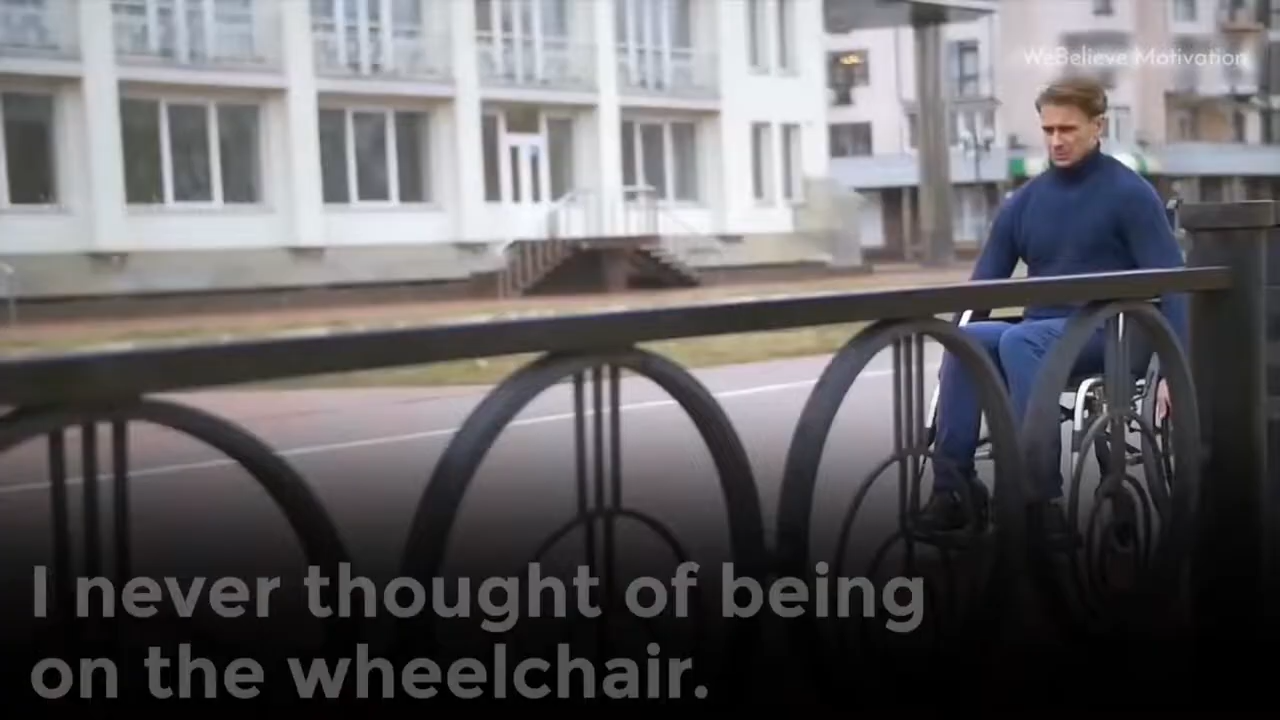 WeBelieve Motivation
I never thought of being
on the wheelchair.